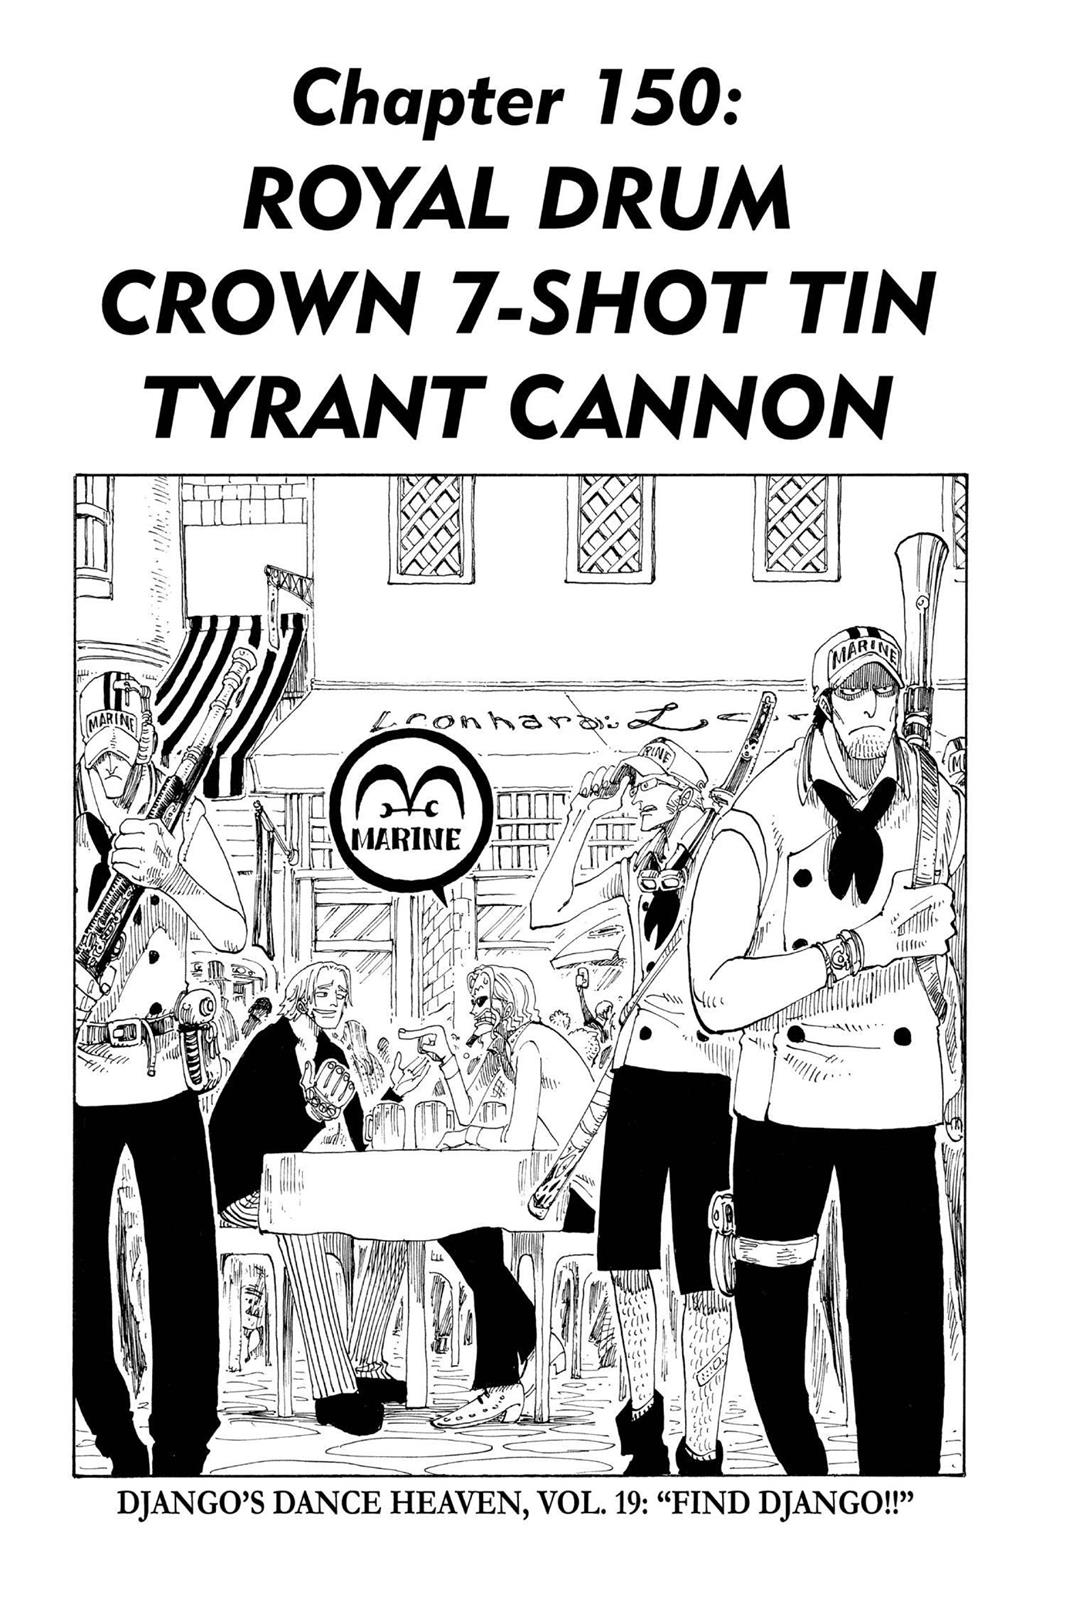 Chapter 150:
ROYAL DRUM
CROWN 7-SHOT TIN
TYRANT CANNON
MARINE
MARINE
MARINE
DJANGO'S DANCE HEAVEN, VOL. 19: “FIND DJANGO!!”